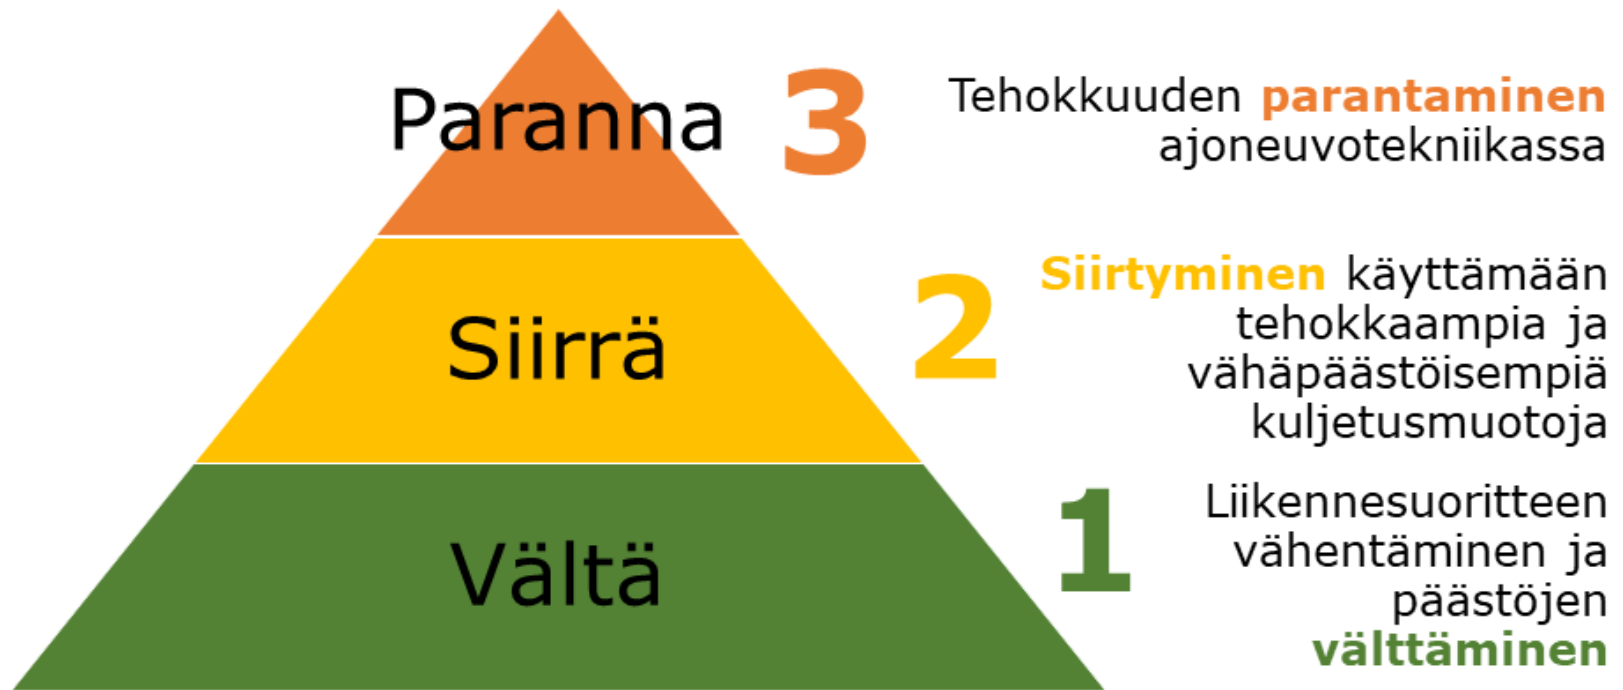 Paranna
3
Tehokkuuden parantaminen
ajoneuvotekniikassa
Siirrä
2
Siirtyminen käyttämään
tehokkaampia ja
vähäpäästöisempiä
kuljetusmuotoja
Vältä
1
Liikennesuoritteen
vähentäminen ja
päästöjen
välttäminen